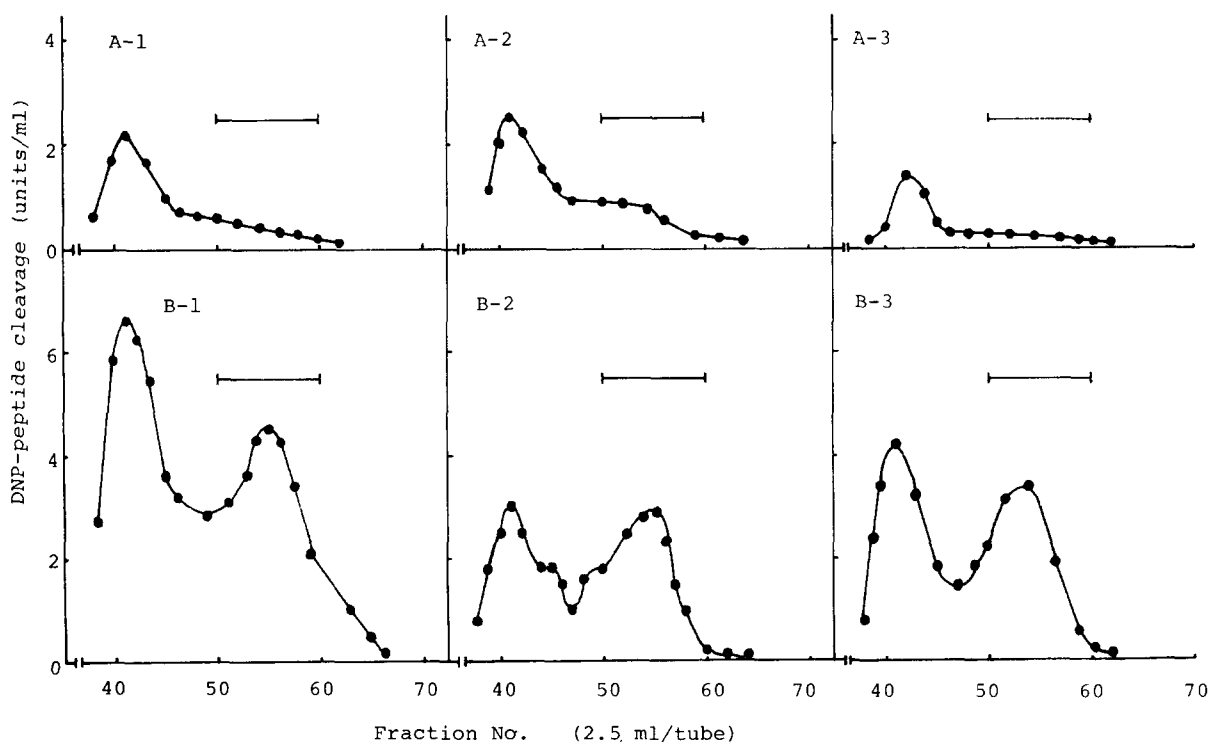 A-1
A-2
A-3
4
2
0
B-1
B-2
B-3
6
4
2
0
DNP-peptide cleavage (units/ml)
40 50 60 70
40 50 60 70
40 50 60 70
Fraction No. (2.5 ml/tube)